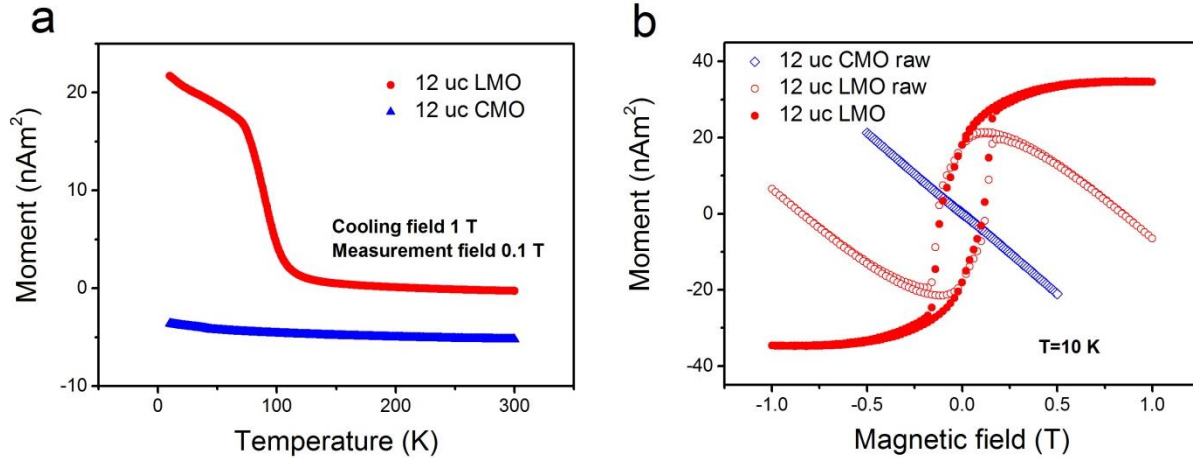 a
Moment (nAm²)
20
10
0
-10
0
100
200
300
Temperature (K)
12 uc LMO
12 uc CMO
Cooling field 1 T
Measurement field 0.1 T
b
Moment (nAm²)
40
20
0
-20
-40
-1.0
-0.5
0.0
0.5
1.0
Magnetic field (T)
12 uc CMO raw
12 uc LMO raw
12 uc LMO
T=10 K